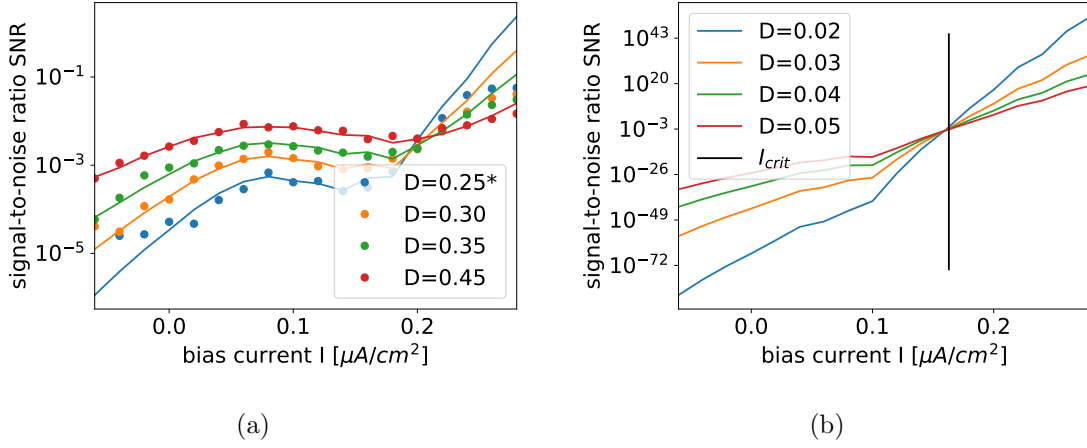 signal-to-noise ratio SNR
10^{-1}
10^{-3}
10^{-5}
D=0.25*
D=0.30
D=0.35
D=0.45
0.0 0.1 0.2
bias current I [μA/cm^2]
(a)
signal-to-noise ratio SNR
10^{43}
10^{20}
10^{-3}
10^{-26}
10^{-49}
10^{-72}
D=0.02
D=0.03
D=0.04
D=0.05
I_{crit}
0.0 0.1 0.2
bias current I [μA/cm^2]
(b)